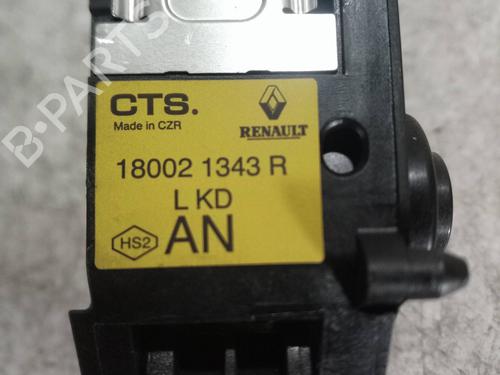 B-PARTS
CTS.
Made in CZR
RENAULT
18002 1343 R
L KD
HS2
AN